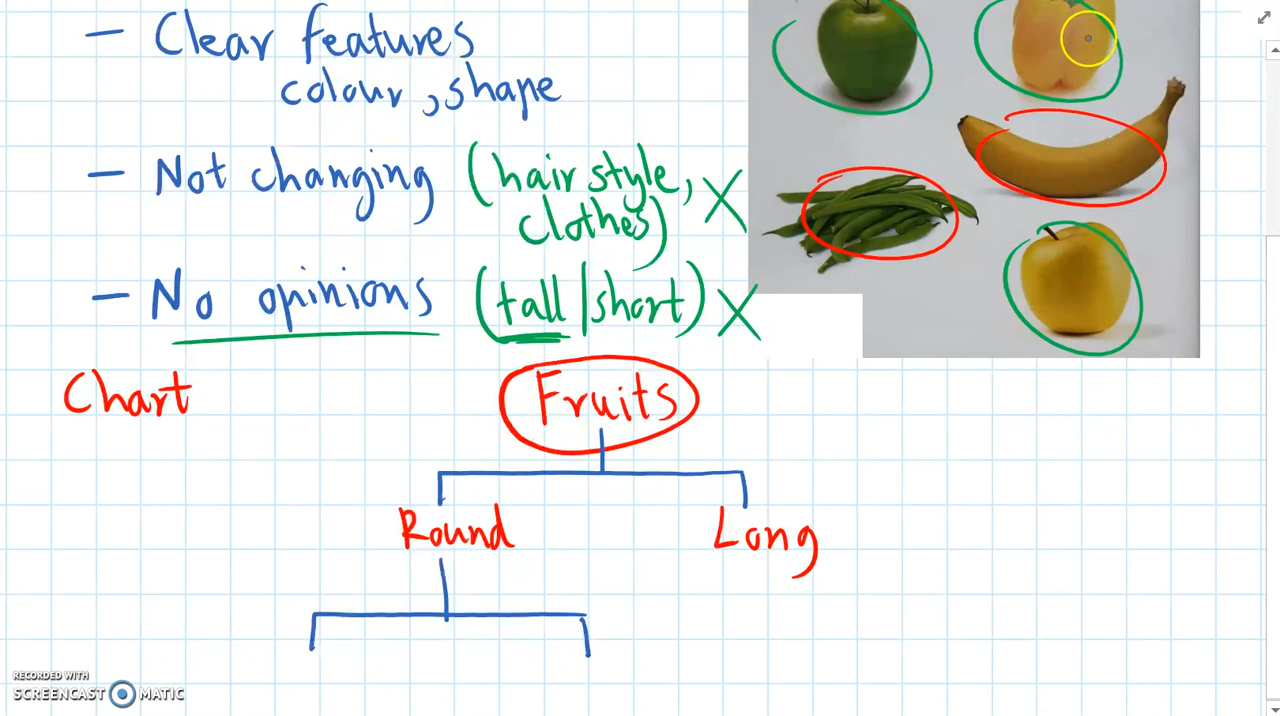 — Clear features
colour, shape
— Not changing (hair style, X
clothes)
— No opinions (tall / short) X
Chart
Fruits
Round Long
RECORDED WITH
SCREENCAST MATIC